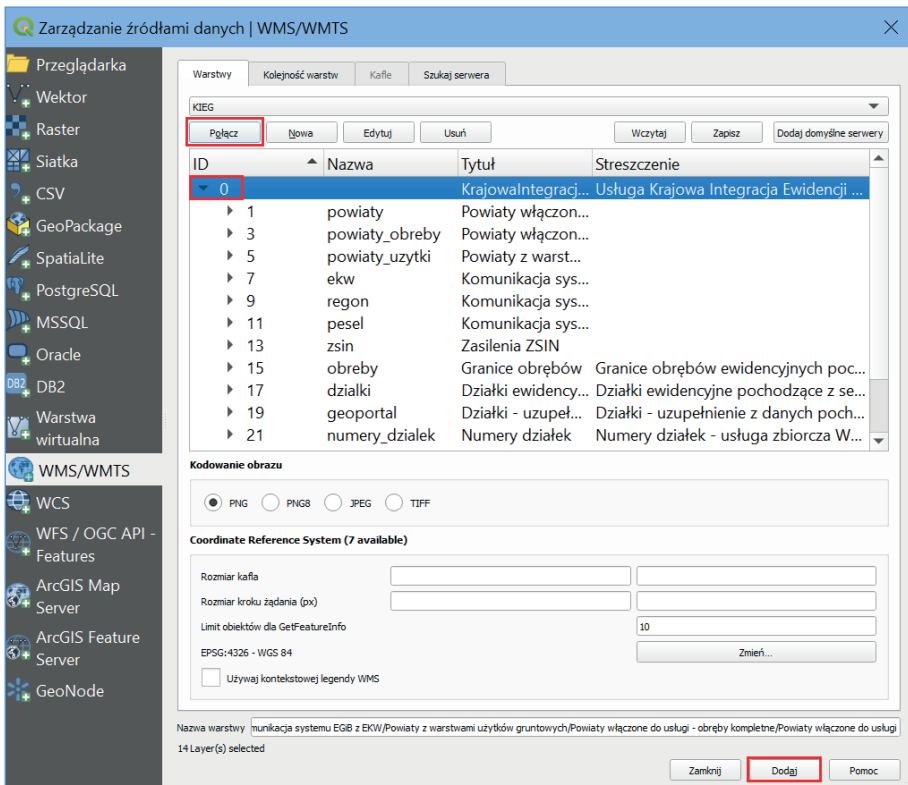 Zarządzanie źródłami danych | WMS/WMTS
Przeglądarka
Wektor
Raster
Siatka
CSV
GeoPackage
SpatiaLite
PostgreSQL
MSSQL
Oracle
DB2
DB2
Warstwa
wirtualna
WMS/WMTS
WCS
WFS / OGC API -
Features
ArcGIS Map
Server
ArcGIS Feature
Server
GeoNode
Warstwy Kolejność warstw Kafle Szukaj serwera
KIEG
Połącz Nowa Edytuj Usuń Wczytaj Zapisz Dodaj domyślne serwery
ID Nazwa Tytuł Streszczenie
0 KrajowaIntegracj... Usługa Krajowa Integracja Ewidencji ...
1 powiaty Powiaty włączon...
3 powiaty_obreby Powiaty włączon...
5 powiaty_uzytki Powiaty z warst...
7 ekw Komunikacja sys...
9 regon Komunikacja sys...
11 pesel Komunikacja sys...
13 zsin Zasilenia ZSIN
15 obreby Granice obrębów Granice obrębów ewidencyjnych poc...
17 dzialki Działki ewidency... Działki ewidencyjne pochodzące z se...
19 geoportal Działki - uzupeł... Działki - uzupełnienie z danych poch...
21 numery_dzialek Numery działek Numery działek - usługa zbiorcza W...
Kodowanie obrazu
PNG PNG8 JPEG TIFF
Coordinate Reference System (7 available)
Rozmiar kafla
Rozmiar kroku żądania (px)
Limit obiektów dla GetFeatureInfo 10
EPSG:4326 - WGS 84 Zmień...
Używaj kontekstowej legendy WMS
Nazwa warstwy munikacja systemu EGiB z EKW/Powiaty z warstwami użytków gruntowych/Powiaty włączone do usługi - obręby kompletne/Powiaty włączone do usługi
14 Layer(s) selected
Zamknij Dodaj Pomoc